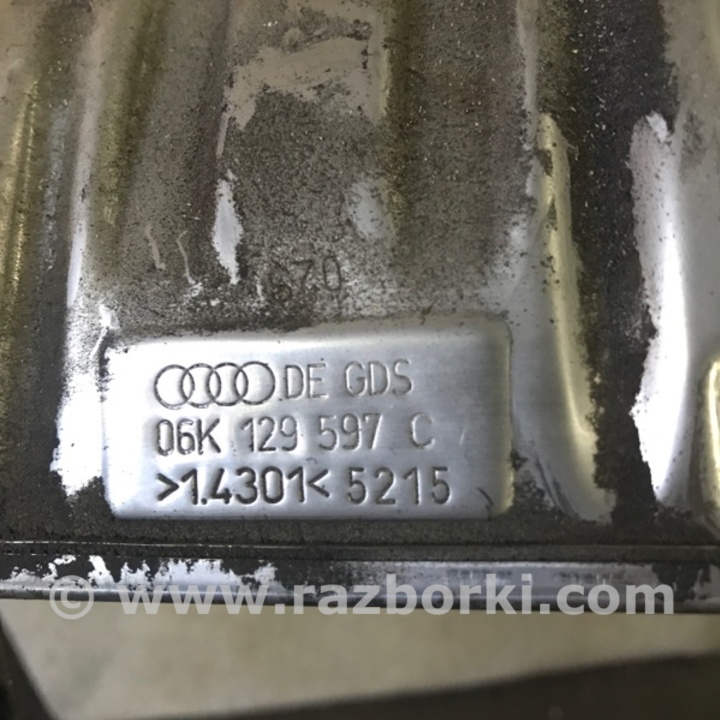 670
DE GDS
06K 129 597 C
>1.4301< 5215
© www.razborki.com